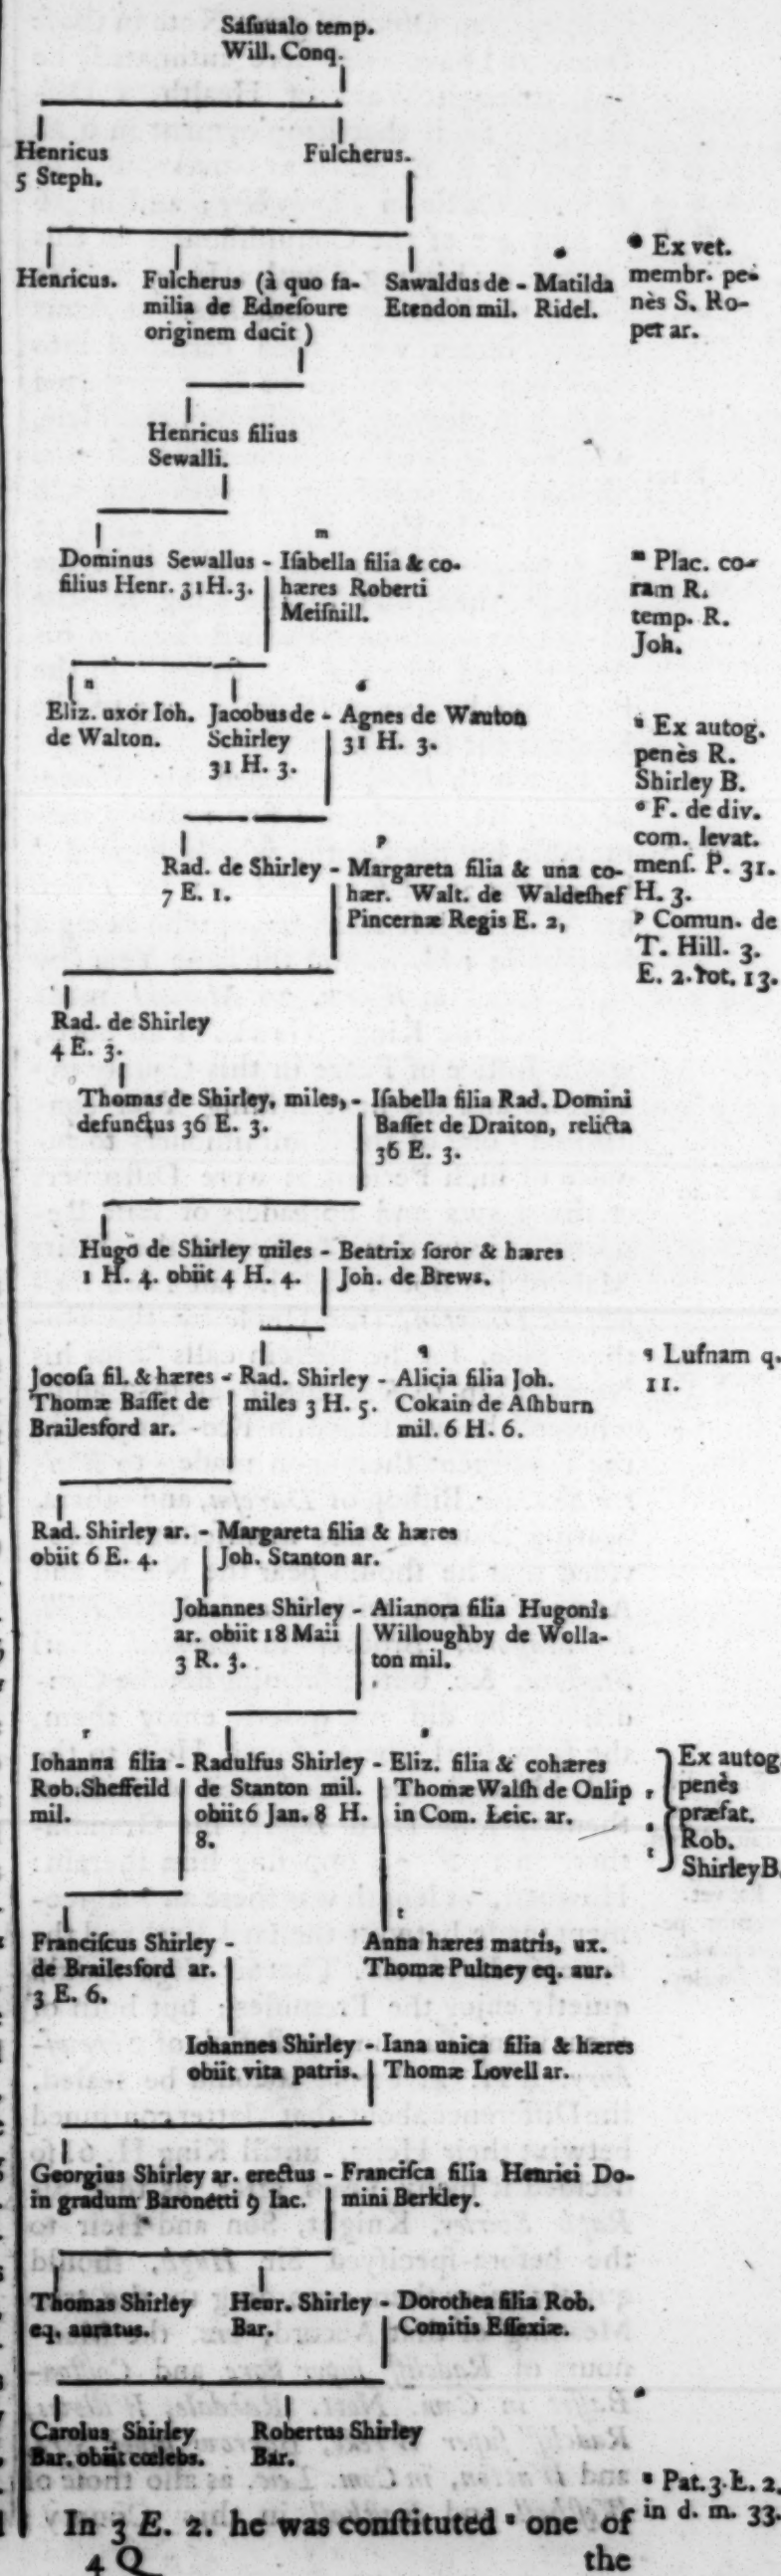 Saſuualo temp.
Will. Conq.
Henricus
5 Steph.
Fulcherus.
Henricus.
Fulcherus (à quo fa-
milia de Edneſoure
originem ducit )
Sawaldus de -
Etendon mil.
Matilda
Ridel.
Ex vet.
membr. pe-
nès S. Ro-
per ar.
Henricus filius
Sewalli.
Dominus Sewallus -
filius Henr. 31 H. 3.
m
Iſabella filia & co-
hæres Roberti
Meiſnill.
m Plac. co-
ram R.
temp. R.
Joh.
n
Eliz. uxor Ioh.
de Walton.
Jacobus de -
Schirley
31 H. 3.
o
Agnes de Wauton
31 H. 3.
n Ex autog.
penès R.
Shirley B.
o F. de div.
com. levat.
menſ. P. 31.
H. 3.
Rad. de Shirley -
7 E. 1.
p
Margareta filia & una co-
hær. Walt. de Waldeſhef
Pincernæ Regis E. 2,
p Comun. de
T. Hill. 3.
E. 2. rot. 13.
Rad. de Shirley
4 E. 3.
Thomas de Shirley, miles, -
defunctus 36 E. 3.
Iſabella filia Rad. Domini
Baſſet de Draiton, relicta
36 E. 3.
Hugo de Shirley miles -
1 H. 4. obiit 4 H. 4.
Beatrix ſoror & hæres
Joh. de Brews.
Jocoſa fil. & hæres -
Thomæ Baſſet de
Brailesford ar.
Rad. Shirley -
miles 3 H. 5.
q
Alicia filia Joh.
Cokain de Aſhburn
mil. 6 H. 6.
q Lufnam q.
11.
Rad. Shirley ar. -
obiit 6 E. 4.
Margareta filia & hæres
Joh. Stanton ar.
Johannes Shirley -
ar. obiit 18 Maii
3 R. 3.
Alianora filia Hugonis
Willoughby de Wolla-
ton mil.
r
Iohanna filia -
Rob. Sheffeild
mil.
Radulfus Shirley -
de Stanton mil.
obiit 6 Jan. 8 H.
8.
s
Eliz. filia & cohæres
Thomæ Walſh de Onlip
in Com. Leic. ar.
Ex autog
penès
præfat.
Rob.
Shirley B.
r
s
t
Franciſcus Shirley -
de Brailesford ar.
3 E. 6.
t
Anna hæres matris, ux.
Thomæ Pultney eq. aur.
Iohannes Shirley -
obiit vita patris.
Iana unica filia & hæres
Thomæ Lovell ar.
Georgius Shirley ar. erectus -
in gradum Baronetti 9 Iac.
Franciſca filia Henrici Do-
mini Berkley.
Thomas Shirley
eq. auratus.
Henr. Shirley -
Bar.
Dorothea filia Rob.
Comitis Eſſexiæ.
Carolus Shirley
Bar. obiit cœlebs.
Robertus Shirley
Bar.
In 3 E. 2. he was conſtituted one of
the
4 Q
Pat. 3. E. 2.
in d. m. 33.